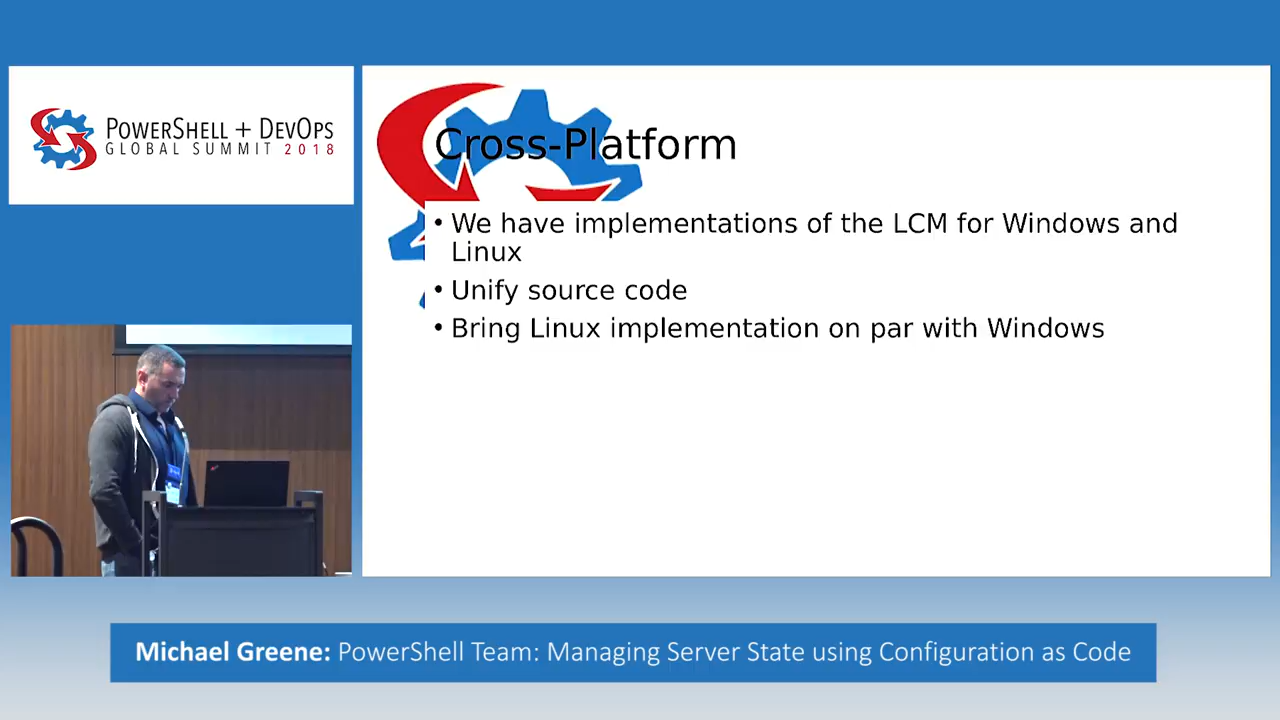 POWERSHELL + DEVOPS
GLOBAL SUMMIT 2018
Cross-Platform
• We have implementations of the LCM for Windows and
Linux
• Unify source code
• Bring Linux implementation on par with Windows
Michael Greene: PowerShell Team: Managing Server State using Configuration as Code